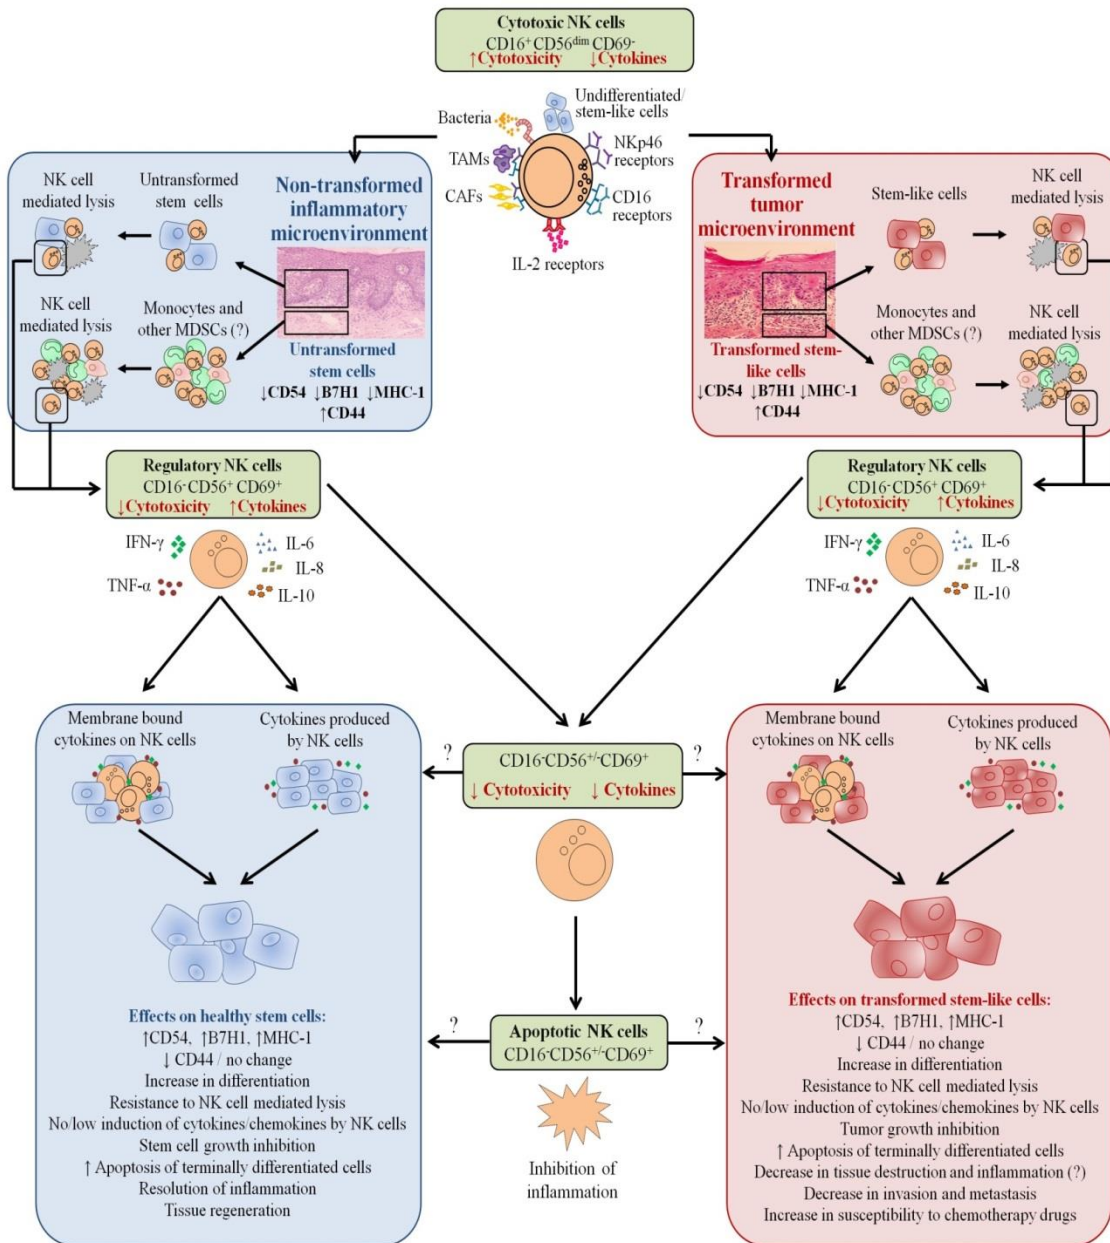 Cytotoxic NK cells
CD16⁺ CD56ᵈⁱᵐ CD69⁻
↑Cytotoxicity ↓Cytokines
Undifferentiated/
stem-like cells
Bacteria
NKp46
receptors
TAMs
CAFs
CD16
receptors
IL-2 receptors
NK cell
mediated lysis
Untransformed
stem cells
Non-transformed
inflammatory
microenvironment
NK cell
mediated lysis
Monocytes and
other MDSCs (?)
Untransformed
stem cells
↓CD54 ↓B7H1 ↓MHC-1
↑CD44
Transformed
tumor
microenvironment
Stem-like cells
NK cell
mediated lysis
Monocytes and
other MDSCs (?)
NK cell
mediated lysis
Transformed stem-
like cells
↓CD54 ↓B7H1 ↓MHC-1
↑CD44
Regulatory NK cells
CD16⁻CD56⁺ CD69⁺
↓Cytotoxicity ↑Cytokines
IFN-γ
IL-6
IL-8
TNF-α
IL-10
Regulatory NK cells
CD16⁻CD56⁺ CD69⁺
↓Cytotoxicity ↑Cytokines
IFN-γ
IL-6
IL-8
TNF-α
IL-10
Membrane bound
cytokines on NK cells
Cytokines produced
by NK cells
?
CD16⁻CD56⁺/⁻CD69⁺
↓ Cytotoxicity ↓ Cytokines
?
Membrane bound
cytokines on NK cells
Cytokines produced
by NK cells
Effects on healthy stem cells:
↑CD54, ↑B7H1, ↑MHC-1
↓ CD44 / no change
Increase in differentiation
Resistance to NK cell mediated lysis
No/low induction of cytokines/chemokines by NK cells
Stem cell growth inhibition
↑ Apoptosis of terminally differentiated cells
Resolution of inflammation
Tissue regeneration
?
Apoptotic NK cells
CD16⁻CD56⁺/⁻CD69⁺
?
Inhibition of
inflammation
Effects on transformed stem-like cells:
↑CD54, ↑B7H1, ↑MHC-1
↓ CD44 / no change
Increase in differentiation
Resistance to NK cell mediated lysis
No/low induction of cytokines/chemokines by NK cells
Tumor growth inhibition
↑ Apoptosis of terminally differentiated cells
Decrease in tissue destruction and inflammation (?)
Decrease in invasion and metastasis
Increase in susceptibility to chemotherapy drugs